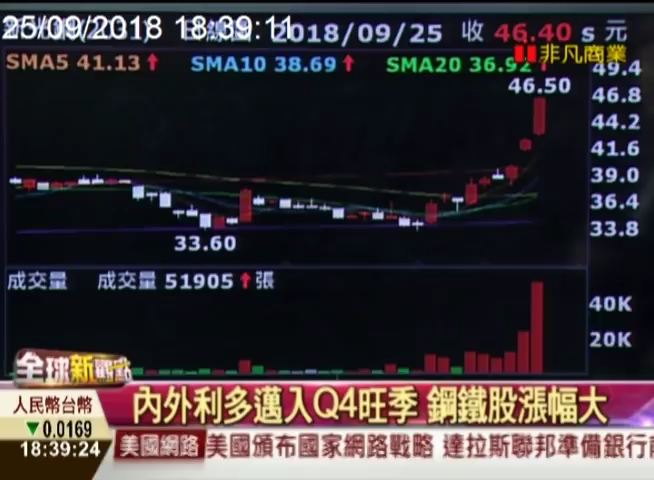 25/09/2018 18:39:11
2018/09/25 收 46.40 s 元
非凡商業
SMA5 41.13 SMA10 38.69 SMA20 36.92
49.4
46.50
46.8
44.2
41.6
39.0
36.4
33.8
33.60
成交量 成交量 51905 張
40K
20K
全球新觀點
內外利多邁入Q4旺季 鋼鐵股漲幅大
人民幣台幣
0.0169
18:39:24
美國網路 美國頒布國家網路戰略 達拉斯聯邦準備銀行前